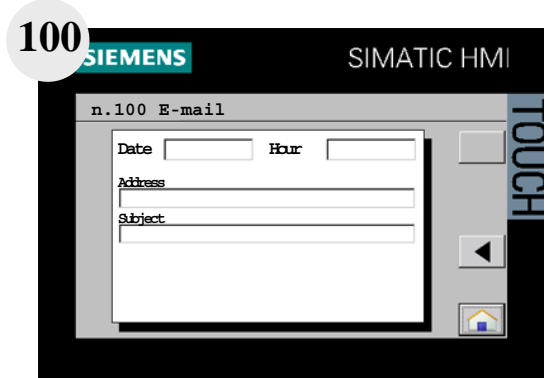 100
SIEMENS
SIMATIC HMI
TOUCH
n.100 E-mail
Date Hour
Address
Subject